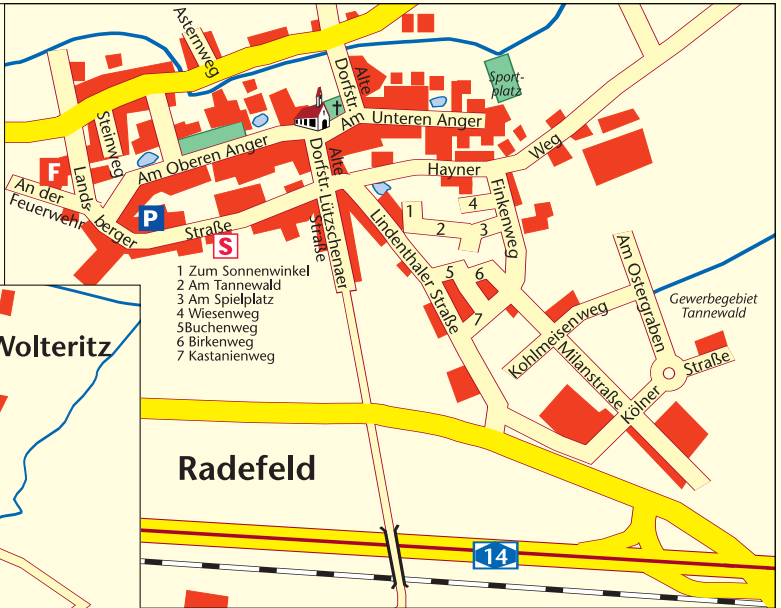 Asternweg
Steinweg
Alte
Dorfstr.
Am
Unteren Anger
Sport-
platz
Am Oberen Anger
F
An der
Feuerwehr
Lands-
berger
Straße
P
S
Alte
Dorfstr.
Lützschenaer
Straße
Hayner
Weg
Finkenweg
Lindenthaler Straße
1
2
3
4
5
6
7
1 Zum Sonnenwinkel
2 Am Tannewald
3 Am Spielplatz
4 Wiesenweg
5Buchenweg
6 Birkenweg
7 Kastanienweg
Am Ostergraben
Gewerbegebiet
Tannewald
Kohlmeisenweg
Milanstraße
Kölner
Straße
Wolteritz
Radefeld
14